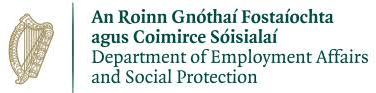 An Roinn Gnóthaí Fostaíochta
agus Coimirce Sóisialaí
Department of Employment Affairs
and Social Protection